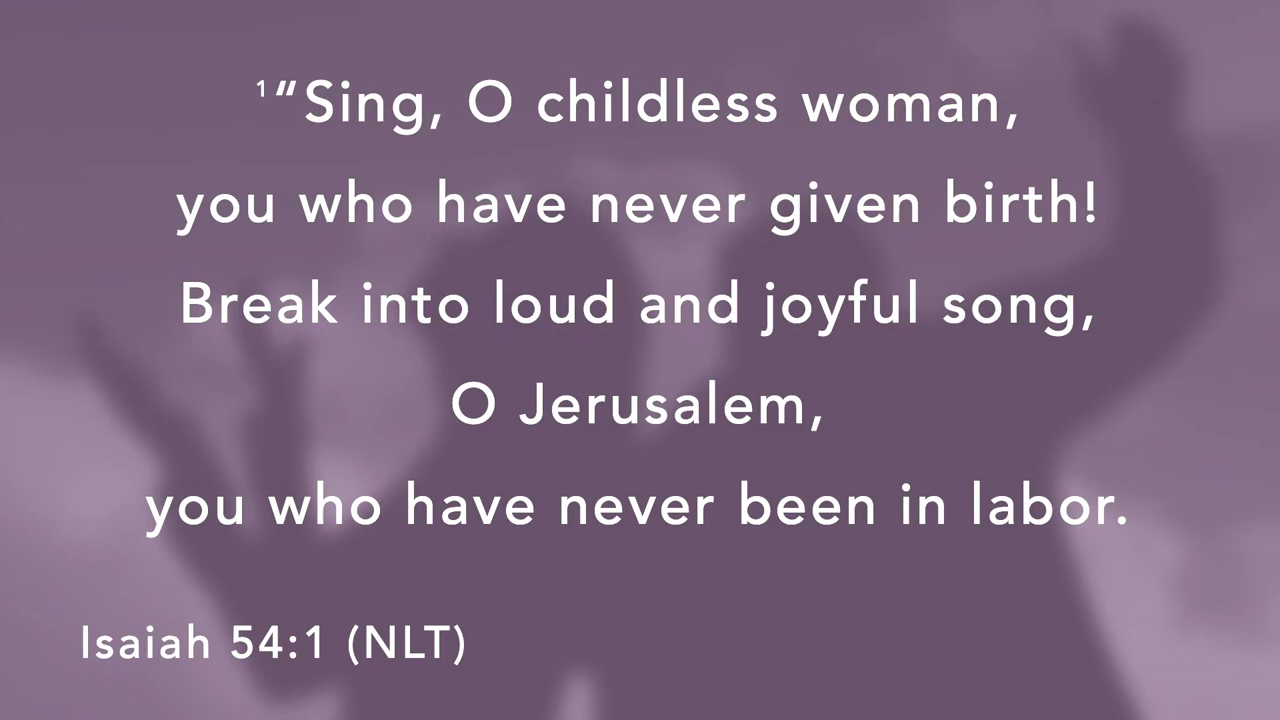 ¹“Sing, O childless woman,
you who have never given birth!
Break into loud and joyful song,
O Jerusalem,
you who have never been in labor.
Isaiah 54:1 (NLT)